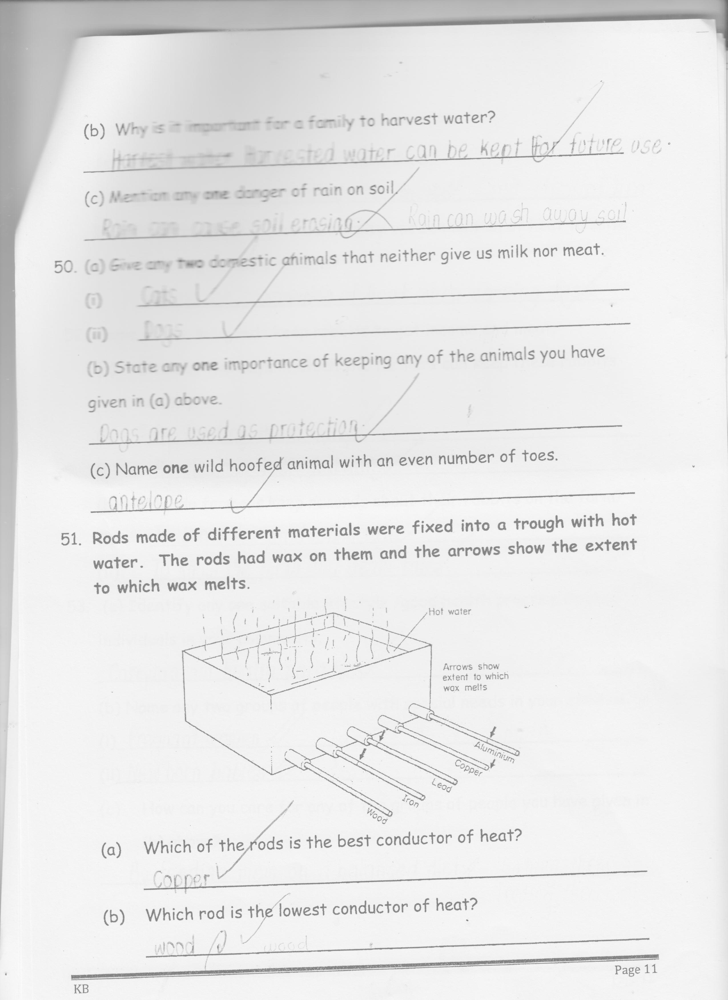 (b) Why is it important for a family to harvest water?
Harvest water Harvested water can be kept for future use.
(c) Mention any one danger of rain on soil.
Rain can cause soil erosion. Rain can wash away soil.
50. (a) Give any two domestic animals that neither give us milk nor meat.
(i) Cats
(ii) Dogs
(b) State any one importance of keeping any of the animals you have
given in (a) above.
Dogs are used as protection.
(c) Name one wild hoofed animal with an even number of toes.
antelope
51. Rods made of different materials were fixed into a trough with hot
water. The rods had wax on them and the arrows show the extent
to which wax melts.
Hot water
Arrows show
extent to which
wax melts
Aluminium
Copper
Lead
Iron
Wood
(a) Which of the rods is the best conductor of heat?
Copper
(b) Which rod is the lowest conductor of heat?
wood wood
Page 11
KB